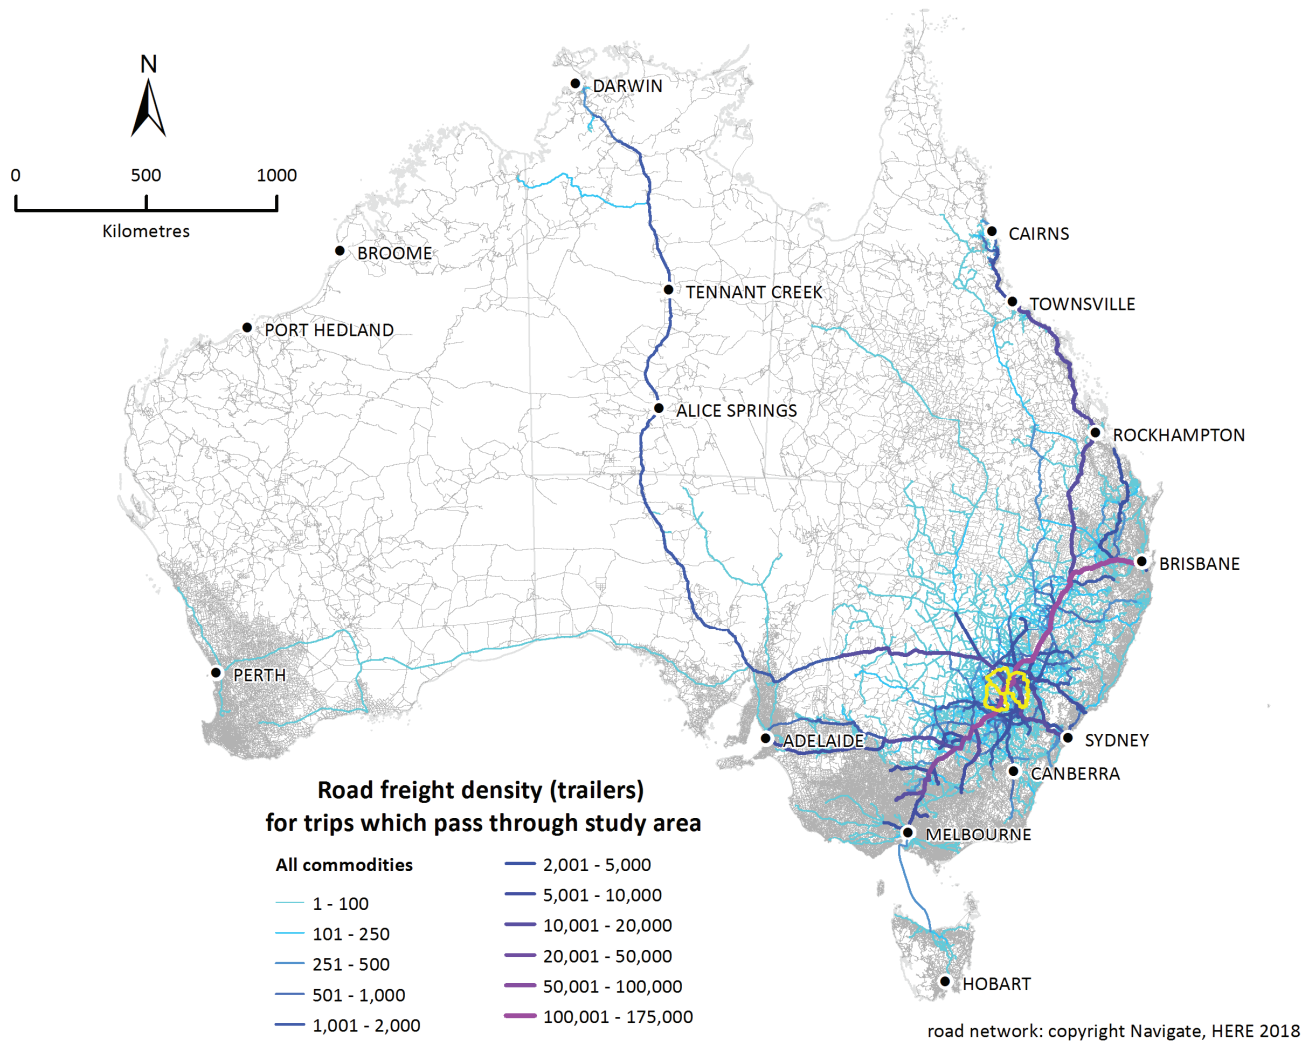 N
DARWIN
0 500 1000
Kilometres
CAIRNS
BROOME
TENNANT CREEK
TOWNSVILLE
PORT HEDLAND
ALICE SPRINGS
ROCKHAMPTON
BRISBANE
PERTH
ADELAIDE
SYDNEY
CANBERRA
MELBOURNE
HOBART
Road freight density (trailers)
for trips which pass through study area
All commodities
1 - 100
101 - 250
251 - 500
501 - 1,000
1,001 - 2,000
2,001 - 5,000
5,001 - 10,000
10,001 - 20,000
20,001 - 50,000
50,001 - 100,000
100,001 - 175,000
road network: copyright Navigate, HERE 2018